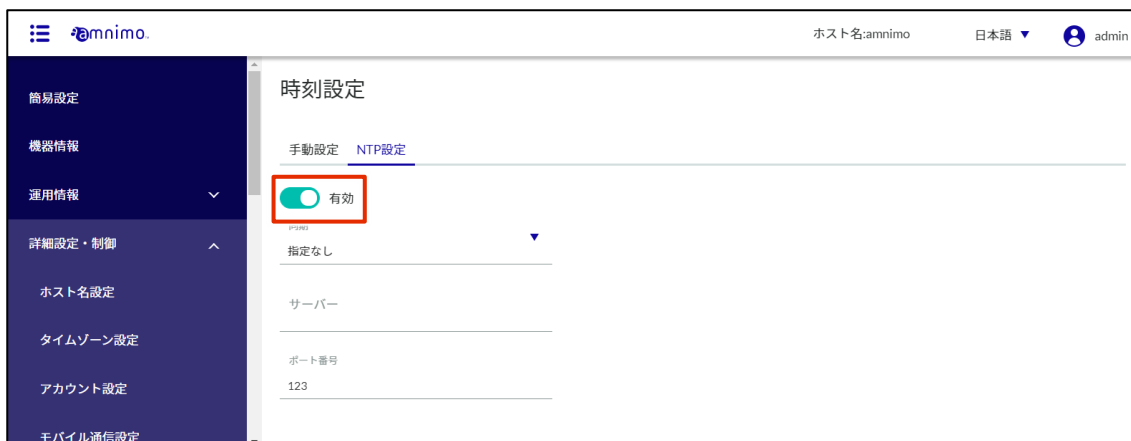 amnimo.
ホスト名:amnimo
日本語
admin
簡易設定
機器情報
運用情報
詳細設定・制御
ホスト名設定
タイムゾーン設定
アカウント設定
モバイル通信設定
時刻設定
手動設定 NTP設定
有効
同期
指定なし
サーバー
ポート番号
123